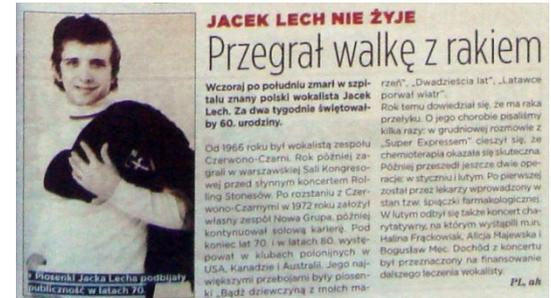 JACEK LECH NIE ŻYJE
Przegrał walkę z rakiem
Wczoraj po południu zmarł w szpi-
talu znany polski wokalista Jacek
Lech. Za dwa tygodnie świętował-
by 60. urodziny.
Od 1966 roku był wokalistą zespołu
Czerwono-Czarni. Rok później za-
grali w warszawskiej Sali Kongreso-
wej przed słynnym koncertem Rol-
ling Stonesów. Po rozstaniu z Czer-
wono-Czarnymi w 1972 roku założył
własny zespół Nowa Grupa, później
kontynuował solową karierę. Pod
koniec lat 70. i w latach 80. wystę-
pował w klubach polonijnych w
USA, Kanadzie i Australii. Jego naj-
większymi przebojami były piosen-
ki „Bądź dziewczyną z moich ma-
rzeń”, „Dwadzieścia lat”, „Latawce
porwał wiatr”.
Rok temu dowiedział się, że ma raka
przełyku. O jego chorobie pisaliśmy
kilka razy: w grudniowej rozmowie z
„Super Expressem” cieszył się, że
chemioterapia okazała się skuteczna.
Później przeszedł jeszcze dwie ope-
racje: w styczniu i lutym. Po pierwszej
został przez lekarzy wprowadzony w
stan tzw. śpiączki farmakologicznej.
W lutym odbył się także koncert cha-
rytatywny, na którym wystąpili m.in.
Halina Frąckowiak, Alicja Majewska i
Bogusław Mec. Dochód z koncertu
był przeznaczony na finansowanie
dalszego leczenia wokalisty.
PL, ak
Piosenki Jacka Lecha podbijały
publiczność w latach 70.